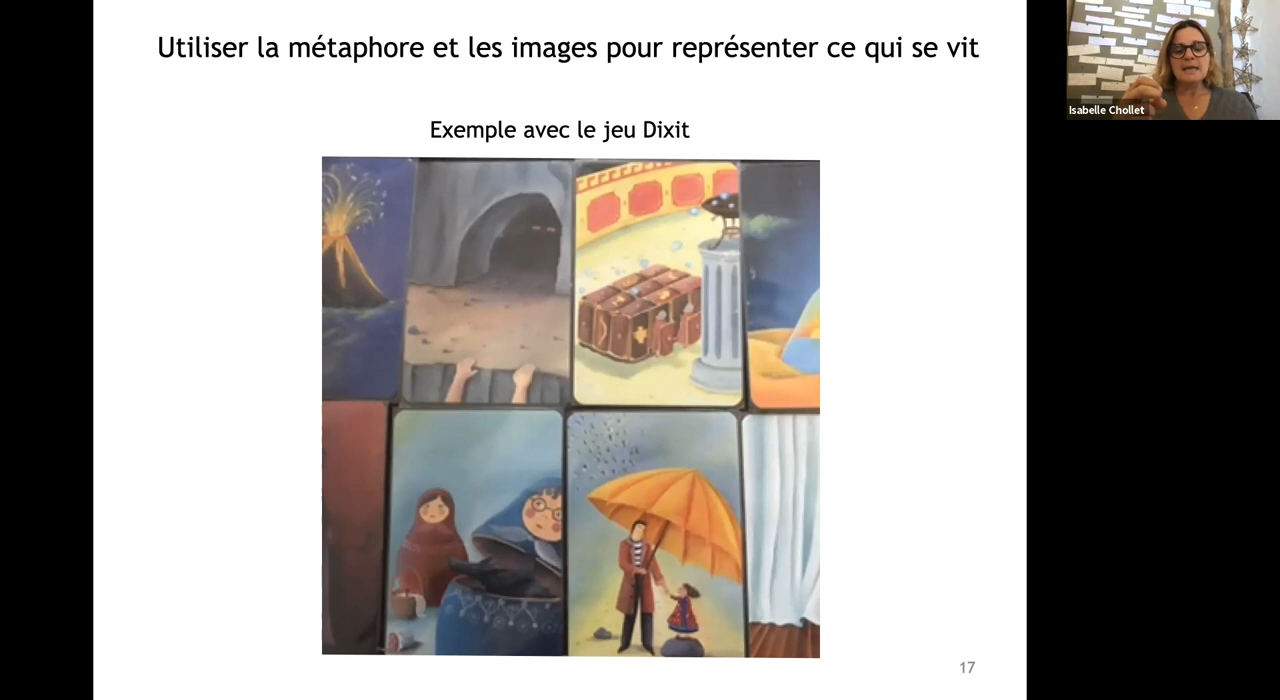 Utiliser la métaphore et les images pour représenter ce qui se vit
Exemple avec le jeu Dixit
17
Isabelle Chollet